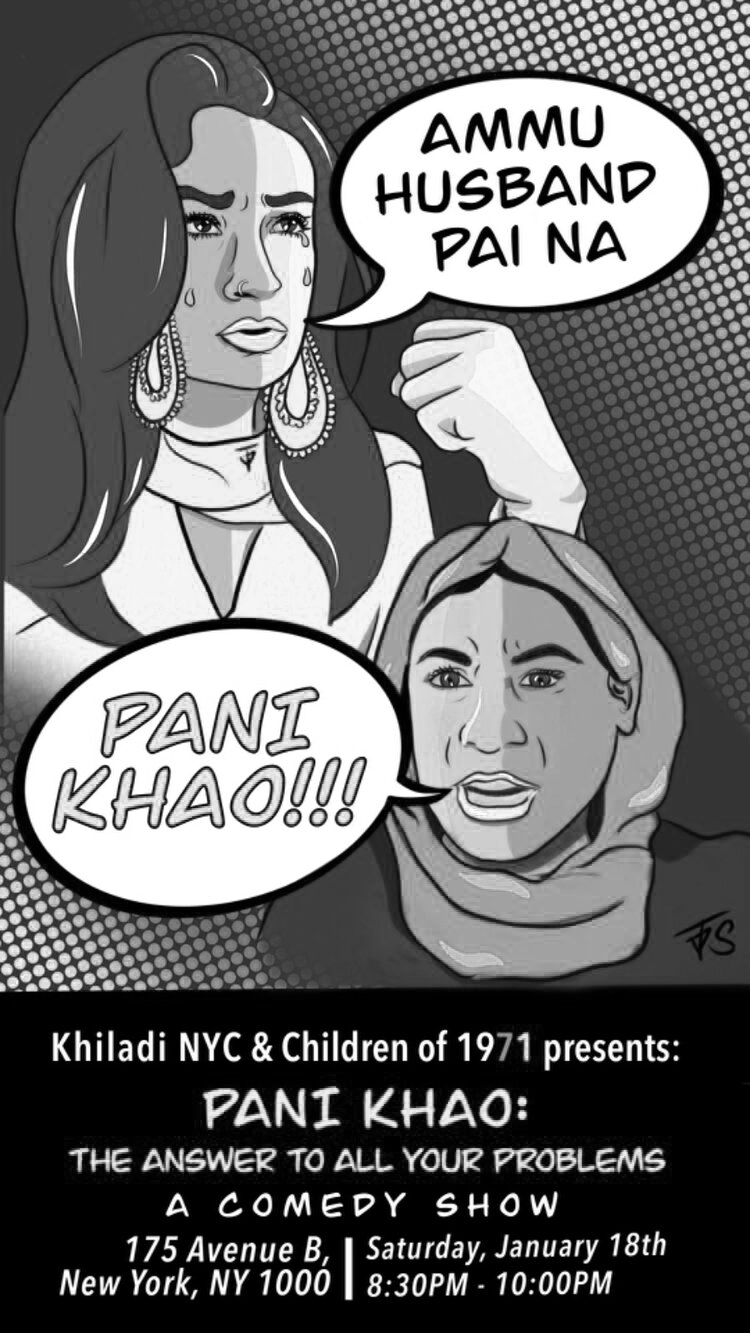 AMMU
HUSBAND
PAI NA
PANI
KHAO!!!
Khiladi NYC & Children of 1971 presents:
PANI KHAO:
THE ANSWER TO ALL YOUR PROBLEMS
A COMEDY SHOW
175 Avenue B,
New York, NY 1000
Saturday, January 18th
8:30PM - 10:00PM